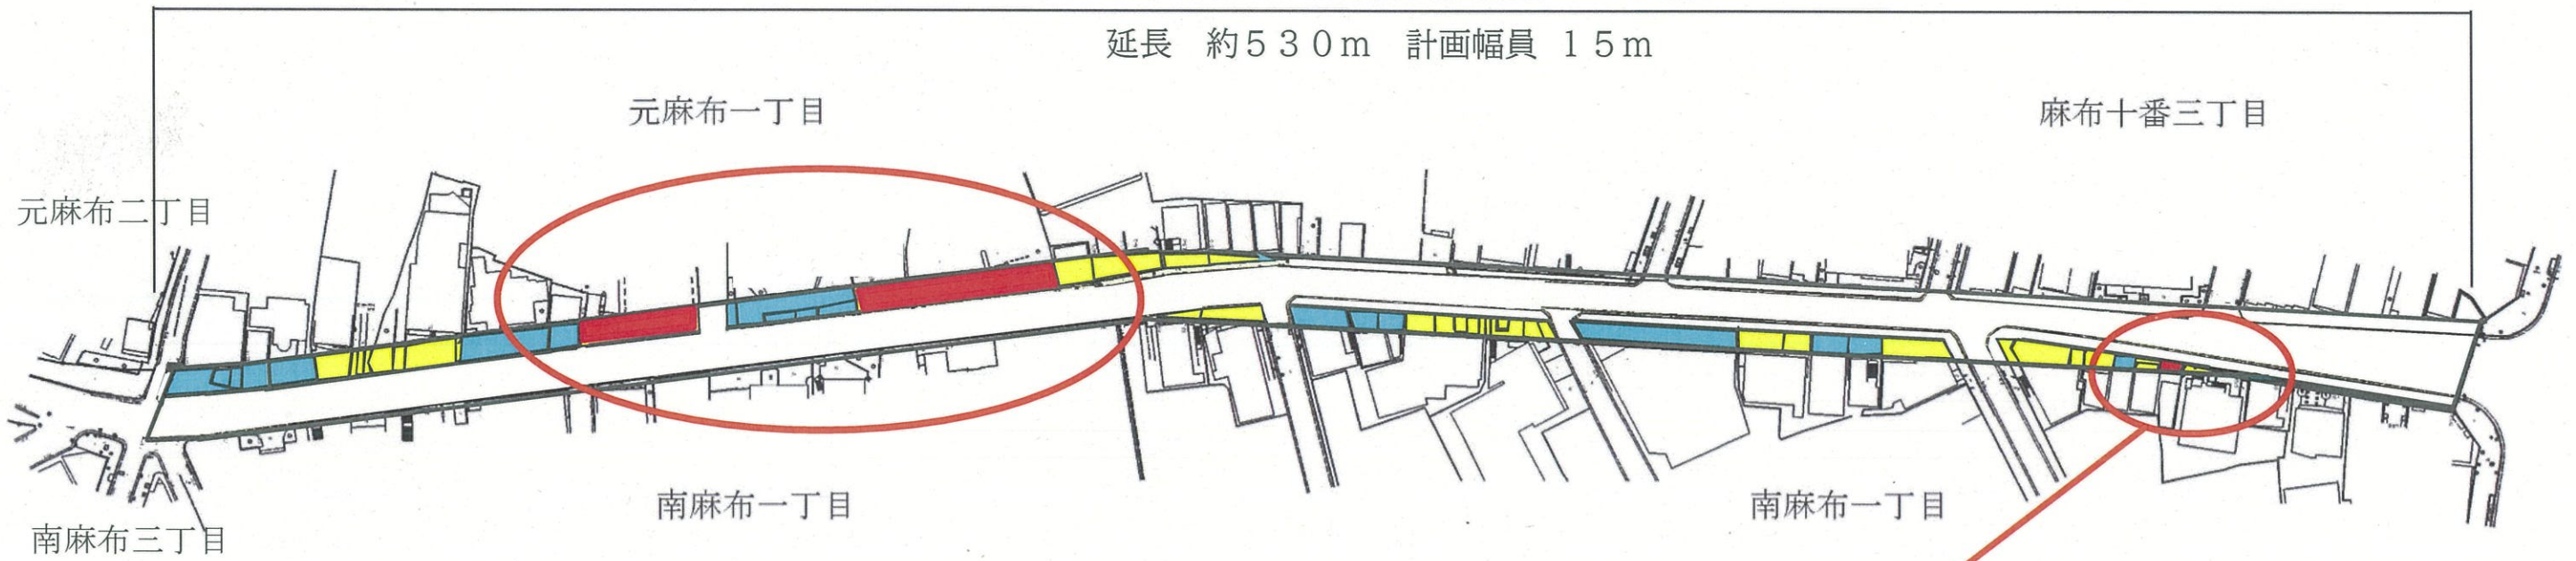 延長　約５３０ｍ　計画幅員　１５ｍ
元麻布一丁目
麻布十番三丁目
元麻布二丁目
南麻布一丁目
南麻布一丁目
南麻布三丁目